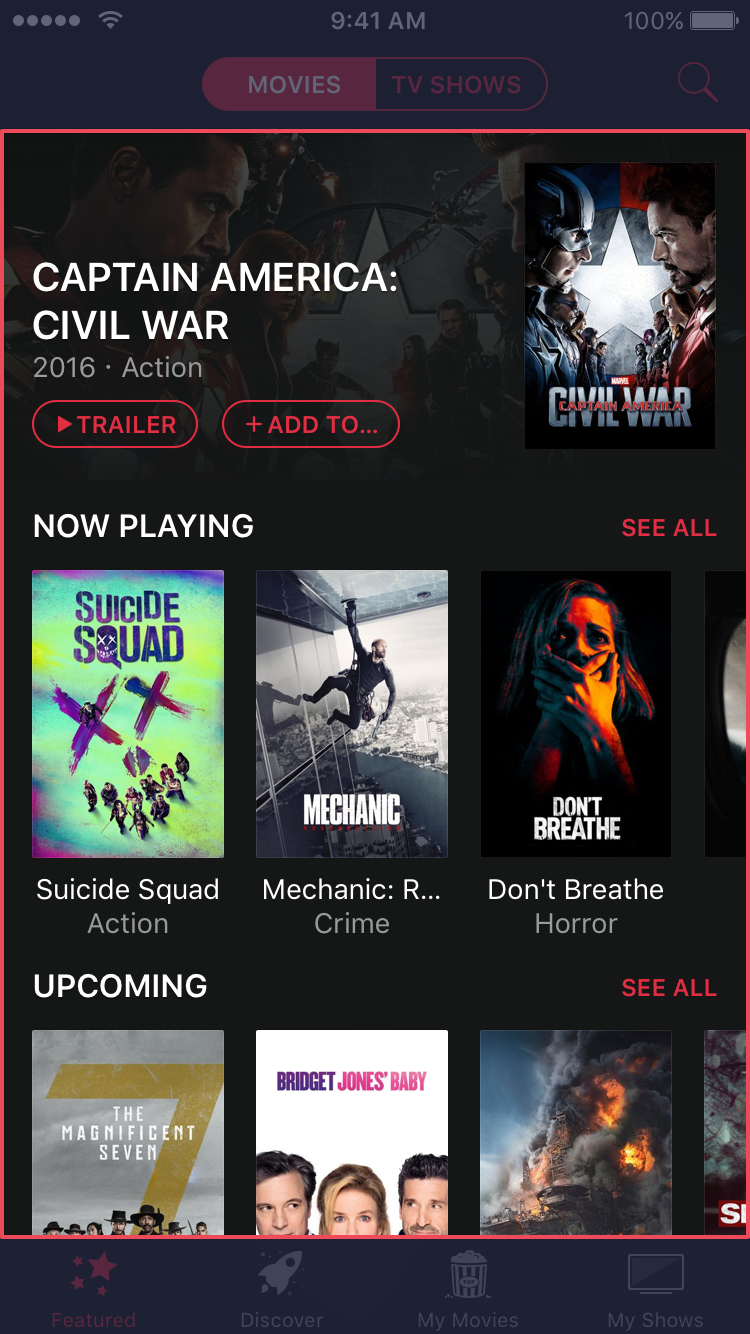 9:41 AM
100%
MOVIES
TV SHOWS
CAPTAIN AMERICA:
CIVIL WAR
2016 · Action
TRAILER
+ ADD TO...
MARVEL
CIVIL WAR
CAPTAIN AMERICA
NOW PLAYING
SEE ALL
SUICIDE
SQUAD
MECHANIC
RESURRECTION
DON'T
BREATHE
Suicide Squad
Mechanic: R...
Don't Breathe
Action
Crime
Horror
UPCOMING
SEE ALL
7
THE
MAGNIFICENT
SEVEN
BRIDGET JONES' BABY
Featured
Discover
My Movies
My Shows